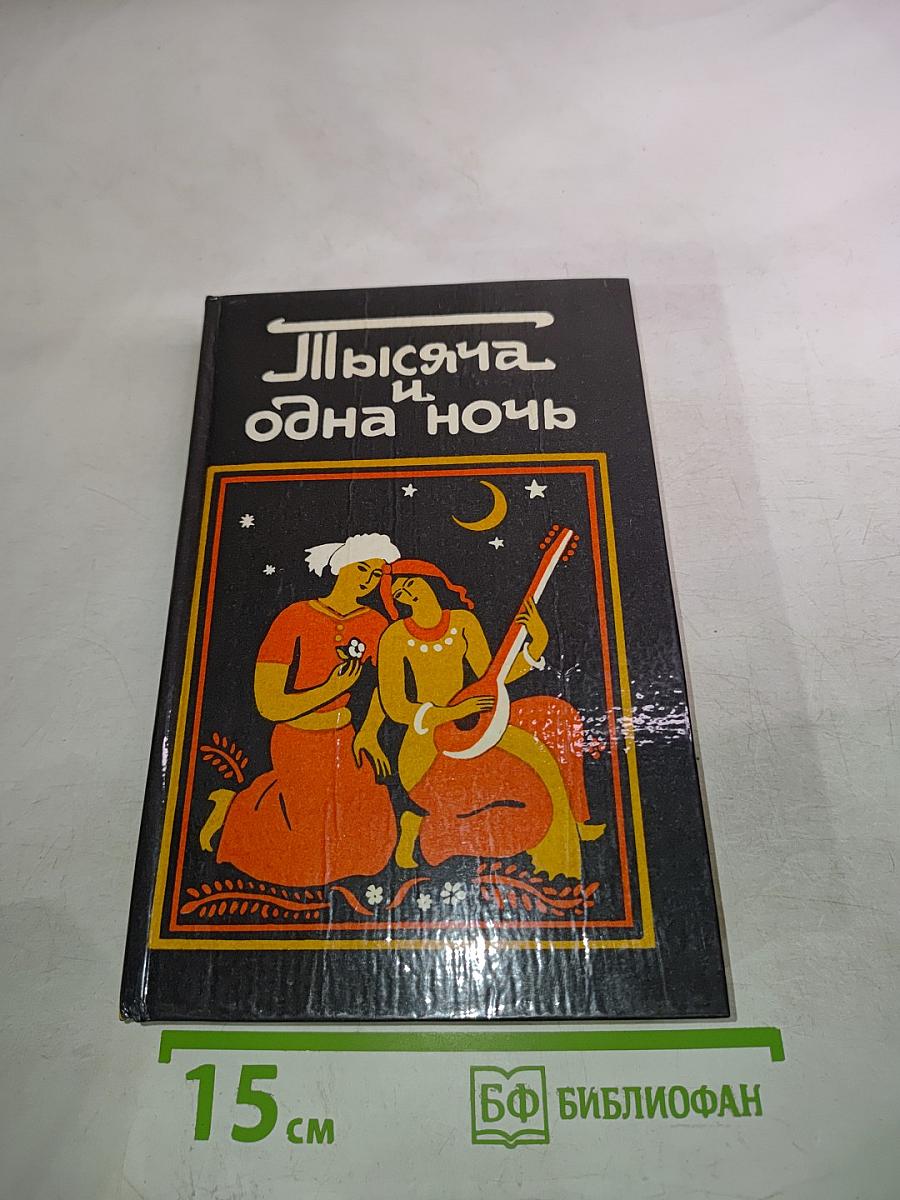 Тысяча
и
одна ночь
15 см
БФ БИБЛИОФАН